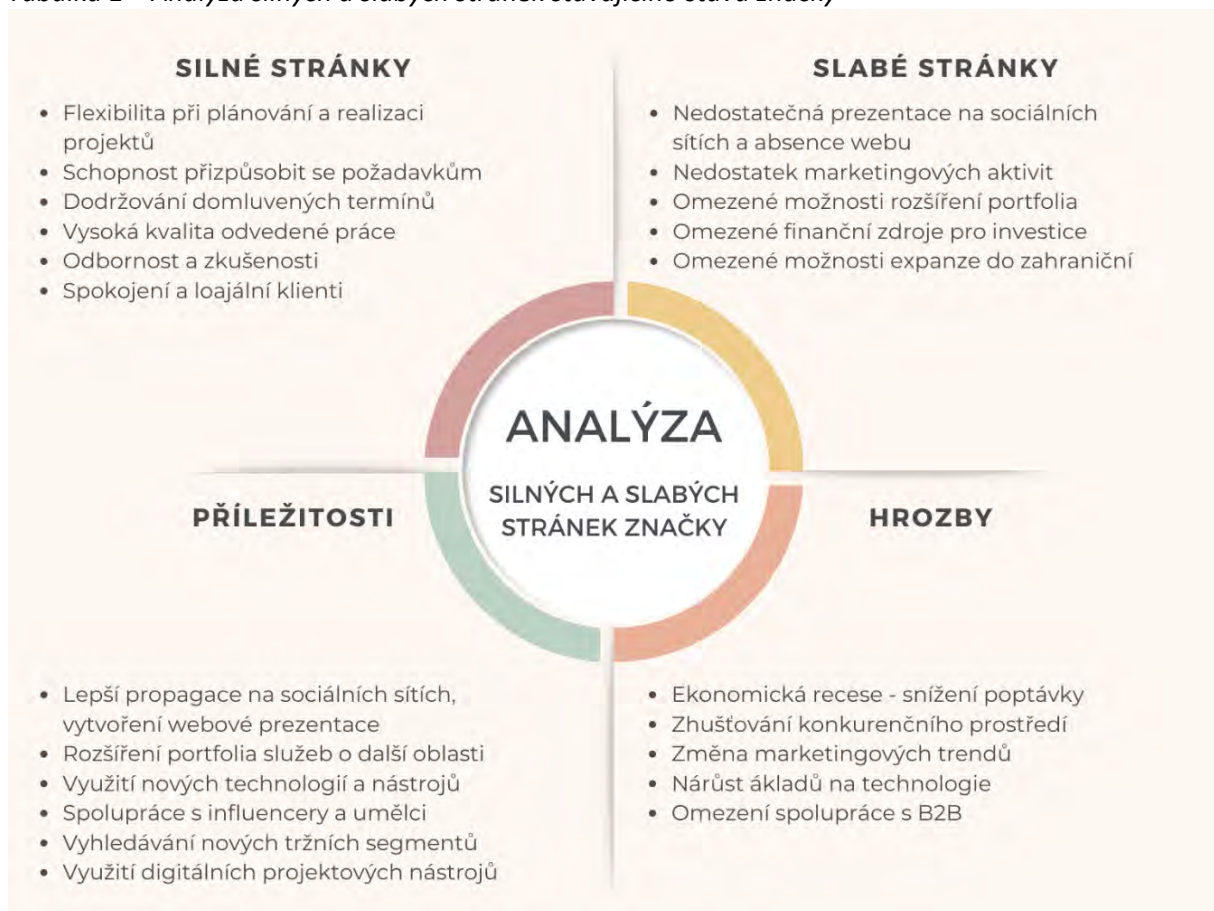 SILNÉ STRÁNKY
• Flexibilita při plánování a realizaci
projektů
• Schopnost přizpůsobit se požadavkům
• Dodržování domluvených termínů
• Vysoká kvalita odvedené práce
• Odbornost a zkušenosti
• Spokojení a loajální klienti
SLABÉ STRÁNKY
• Nedostatečná prezentace na sociálních
sítích a absence webu
• Nedostatek marketingových aktivit
• Omezené možnosti rozšíření portfolia
• Omezené finanční zdroje pro investice
• Omezené možnosti expanze do zahraniční
ANALÝZA
SILNÝCH A SLABÝCH
STRÁNEK ZNAČKY
PŘÍLEŽITOSTI
• Lepší propagace na sociálních sítích,
vytvoření webové prezentace
• Rozšíření portfolia služeb o další oblasti
• Využití nových technologií a nástrojů
• Spolupráce s influencery a umělci
• Vyhledávání nových tržních segmentů
• Využití digitálních projektových nástrojů
HROZBY
• Ekonomická recese - snížení poptávky
• Zhušťování konkurenčního prostředí
• Změna marketingových trendů
• Nárůst ákladů na technologie
• Omezení spolupráce s B2B